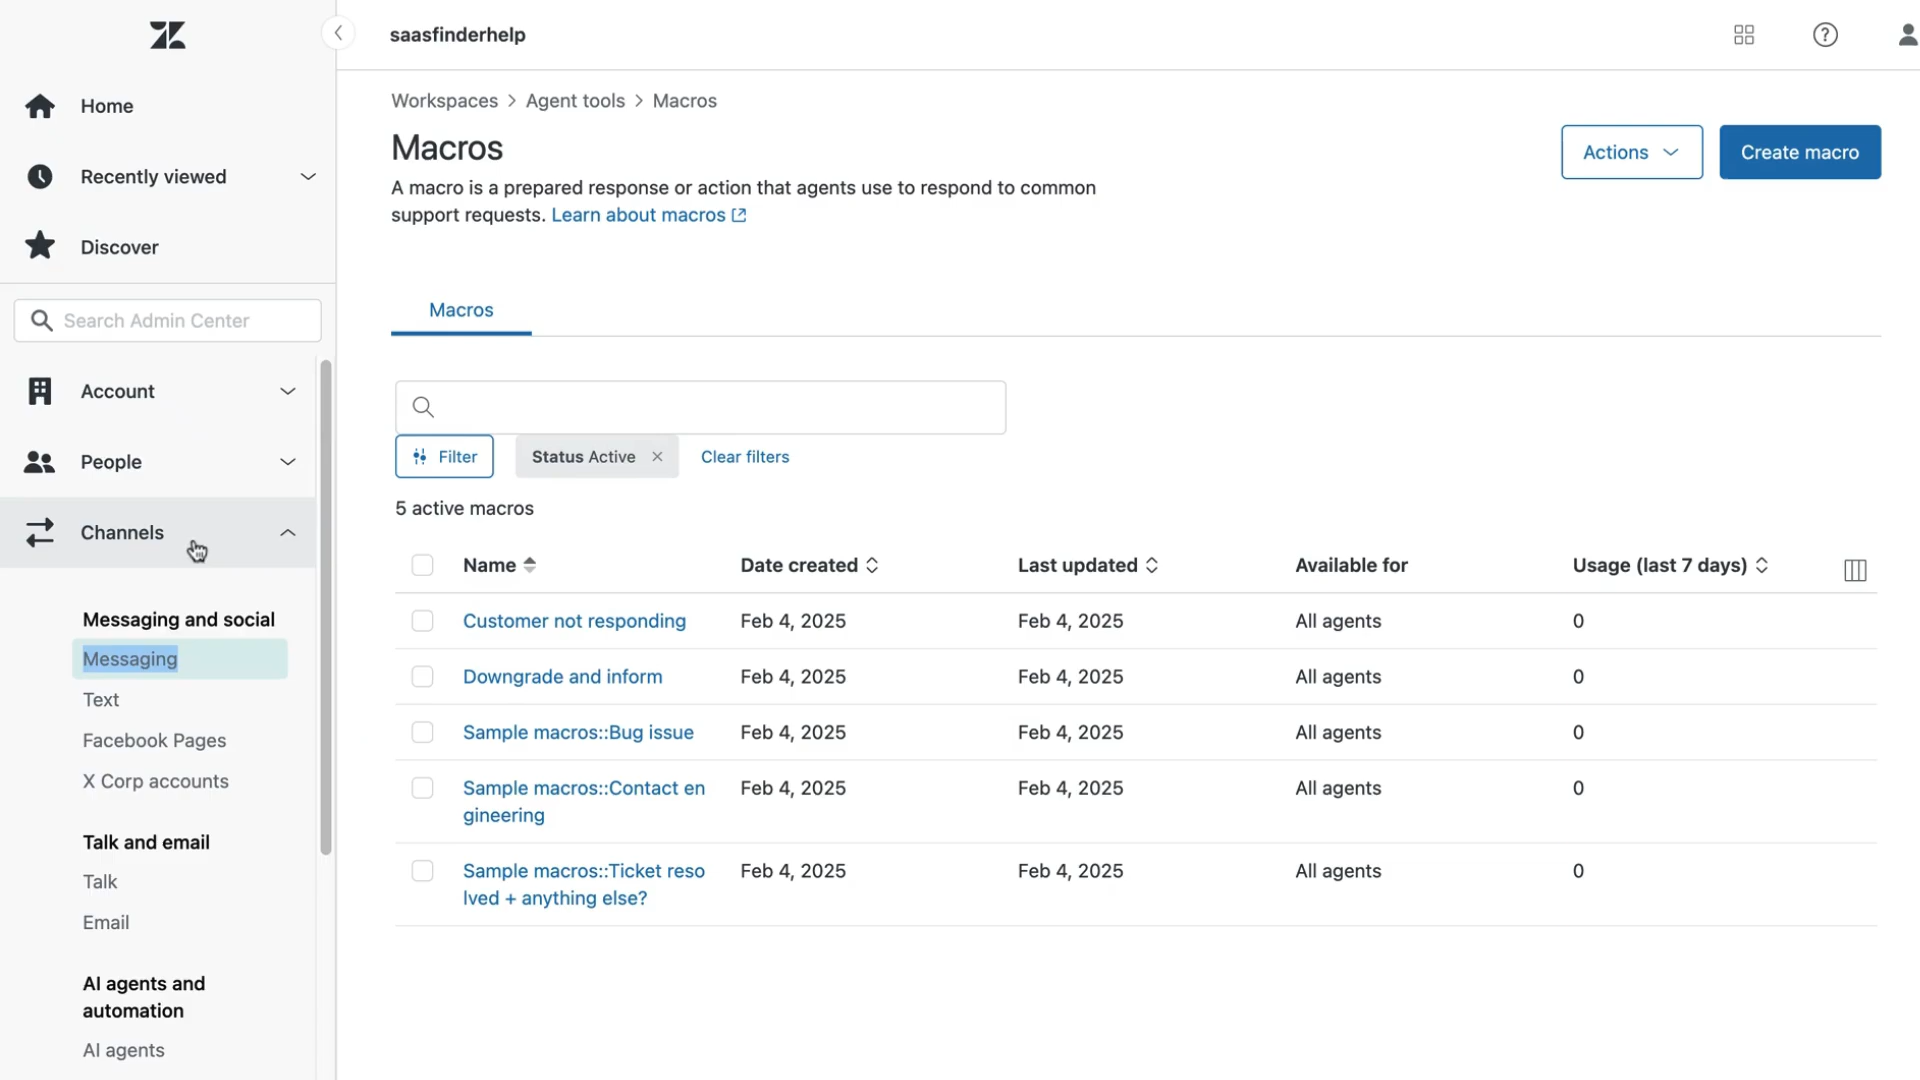 saasfinderhelp
Home
Recently viewed
Discover
Search Admin Center
Account
People
Channels
Messaging and social
Messaging
Text
Facebook Pages
X Corp accounts
Talk and email
Talk
Email
AI agents and
automation
AI agents
Workspaces > Agent tools > Macros
Macros
A macro is a prepared response or action that agents use to respond to common
support requests. Learn about macros
Actions
Create macro
Macros
Filter
Status Active ×
Clear filters
5 active macros
Name Date created Last updated Available for Usage (last 7 days)
Customer not responding Feb 4, 2025 Feb 4, 2025 All agents 0
Downgrade and inform Feb 4, 2025 Feb 4, 2025 All agents 0
Sample macros::Bug issue Feb 4, 2025 Feb 4, 2025 All agents 0
Sample macros::Contact en Feb 4, 2025 Feb 4, 2025 All agents 0
gineering
Sample macros::Ticket reso Feb 4, 2025 Feb 4, 2025 All agents 0
lved + anything else?